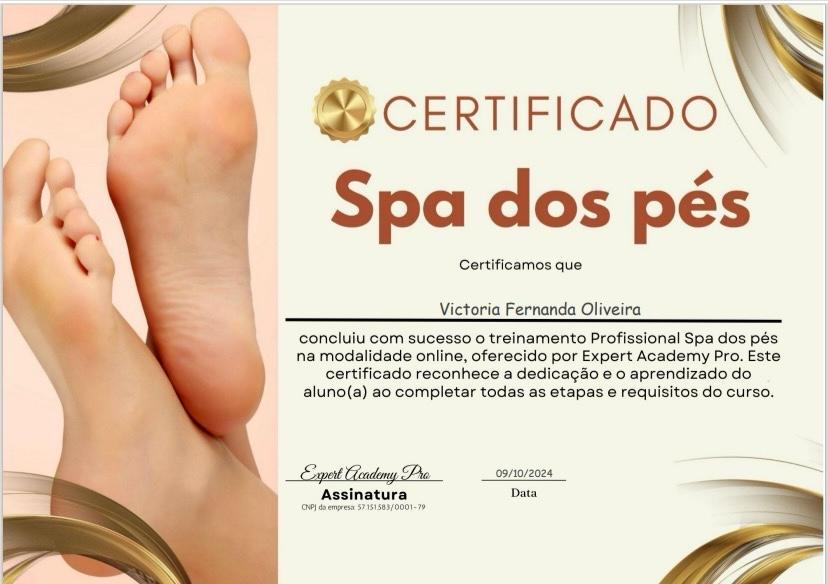 CERTIFICADO
Spa dos pés
Certificamos que
Victoria Fernanda Oliveira
concluiu com sucesso o treinamento Profissional Spa dos pés
na modalidade online, oferecido por Expert Academy Pro. Este
certificado reconhece a dedicação e o aprendizado do
aluno(a) ao completar todas as etapas e requisitos do curso.
Expert Academy Pro
Assinatura
CNPJ da empresa: 57.151.583/0001-79
09/10/2024
Data